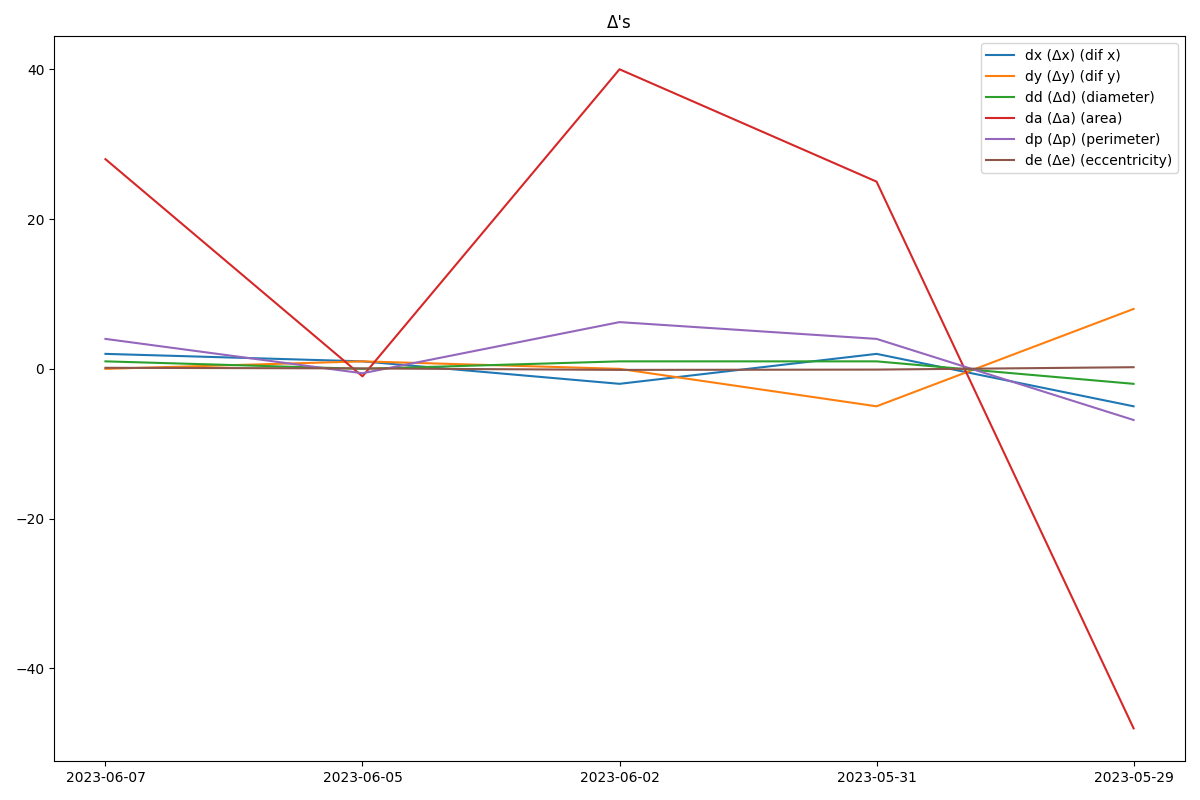 Δ's
dx (Δx) (dif x)
dy (Δy) (dif y)
dd (Δd) (diameter)
da (Δa) (area)
dp (Δp) (perimeter)
de (Δe) (eccentricity)
40
20
0
−20
−40
2023-06-07 2023-06-05 2023-06-02 2023-05-31 2023-05-29